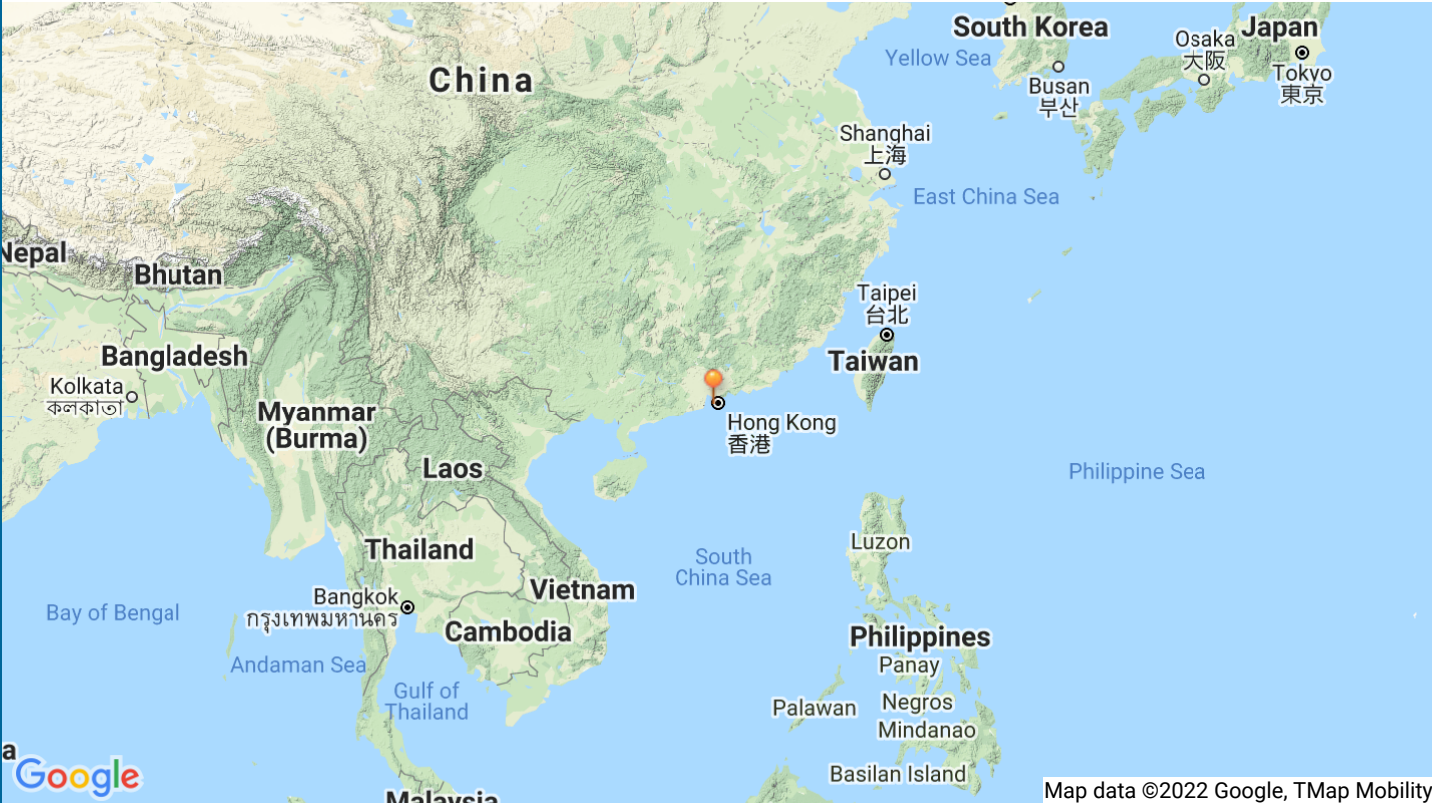 South Korea
Japan
Osaka
大阪
Yellow Sea
Tokyo
東京
China
Busan
부산
Shanghai
上海
East China Sea
Nepal
Bhutan
Taipei
台北
Bangladesh
Taiwan
Kolkata
কলকাতা
Myanmar
(Burma)
Hong Kong
香港
Laos
Philippine Sea
Luzon
Thailand
South
China Sea
Vietnam
Bangkok
กรุงเทพมหานคร
Bay of Bengal
Cambodia
Philippines
Andaman Sea
Panay
Gulf of
Thailand
Palawan
Negros
Mindanao
a
Google
Basilan Island
Map data ©2022 Google, TMap Mobility
Malaysia